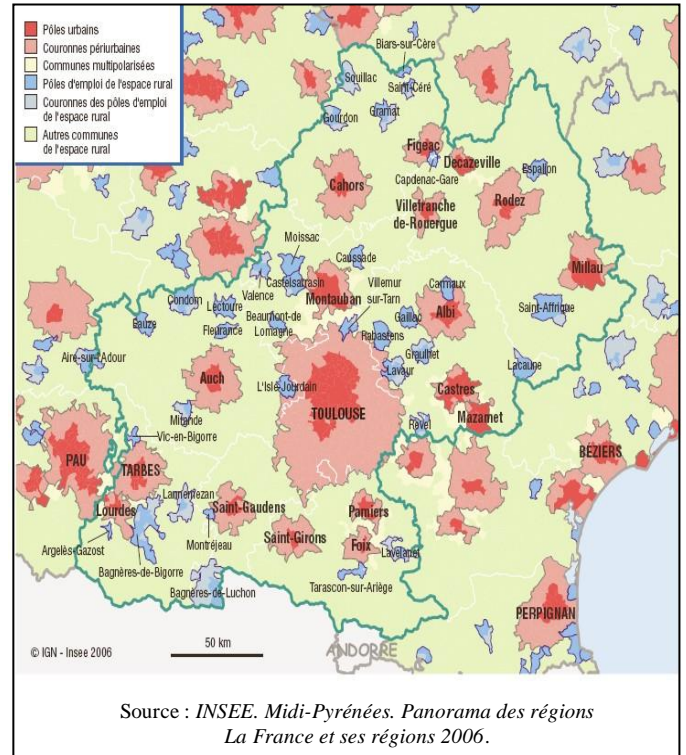 Pôles urbains
Couronnes périurbaines
Communes multipolarisées
Pôles d'emploi de l'espace rural
Couronnes des pôles d'emploi
de l'espace rural
Autres communes
de l'espace rural
Biars-sur-Cère
Souillac
Saint-Céré
Gramat
Gourdon
Figeac
Decazeville
Capdenac-Gare
Espalion
Cahors
Villefranche
de-Rouergue
Rodez
Moissac
Caussade
Millau
Castelsarrasin
Villemur
sur-Tarn
Carmaux
Valence
Montauban
Condom
Lectoure
Saint-Affrique
Beaumont-de
Lomagne
Albi
Gaillac
Eauze
Fleurance
Rabastens
Graulhet
Aire-sur-l'Adour
Lacaune
Lavaur
Auch
L'Isle-Jourdain
Castres
TOULOUSE
Mazamet
Mirande
Revel
Vic-en-Bigorre
PAU
BEZIERS
TARBES
Lannemezan
Lourdes
Saint-Gaudens
Pamiers
Argelès-Gazost
Montréjeau
Saint-Girons
Foix
Lavelanet
Bagnères-de-Bigorre
Tarascon-sur-Ariège
Bagnères-de-Luchon
PERPIGNAN
50 km
© IGN - Insee 2006
ANDORRE
Source : INSEE. Midi-Pyrénées. Panorama des régions
La France et ses régions 2006.